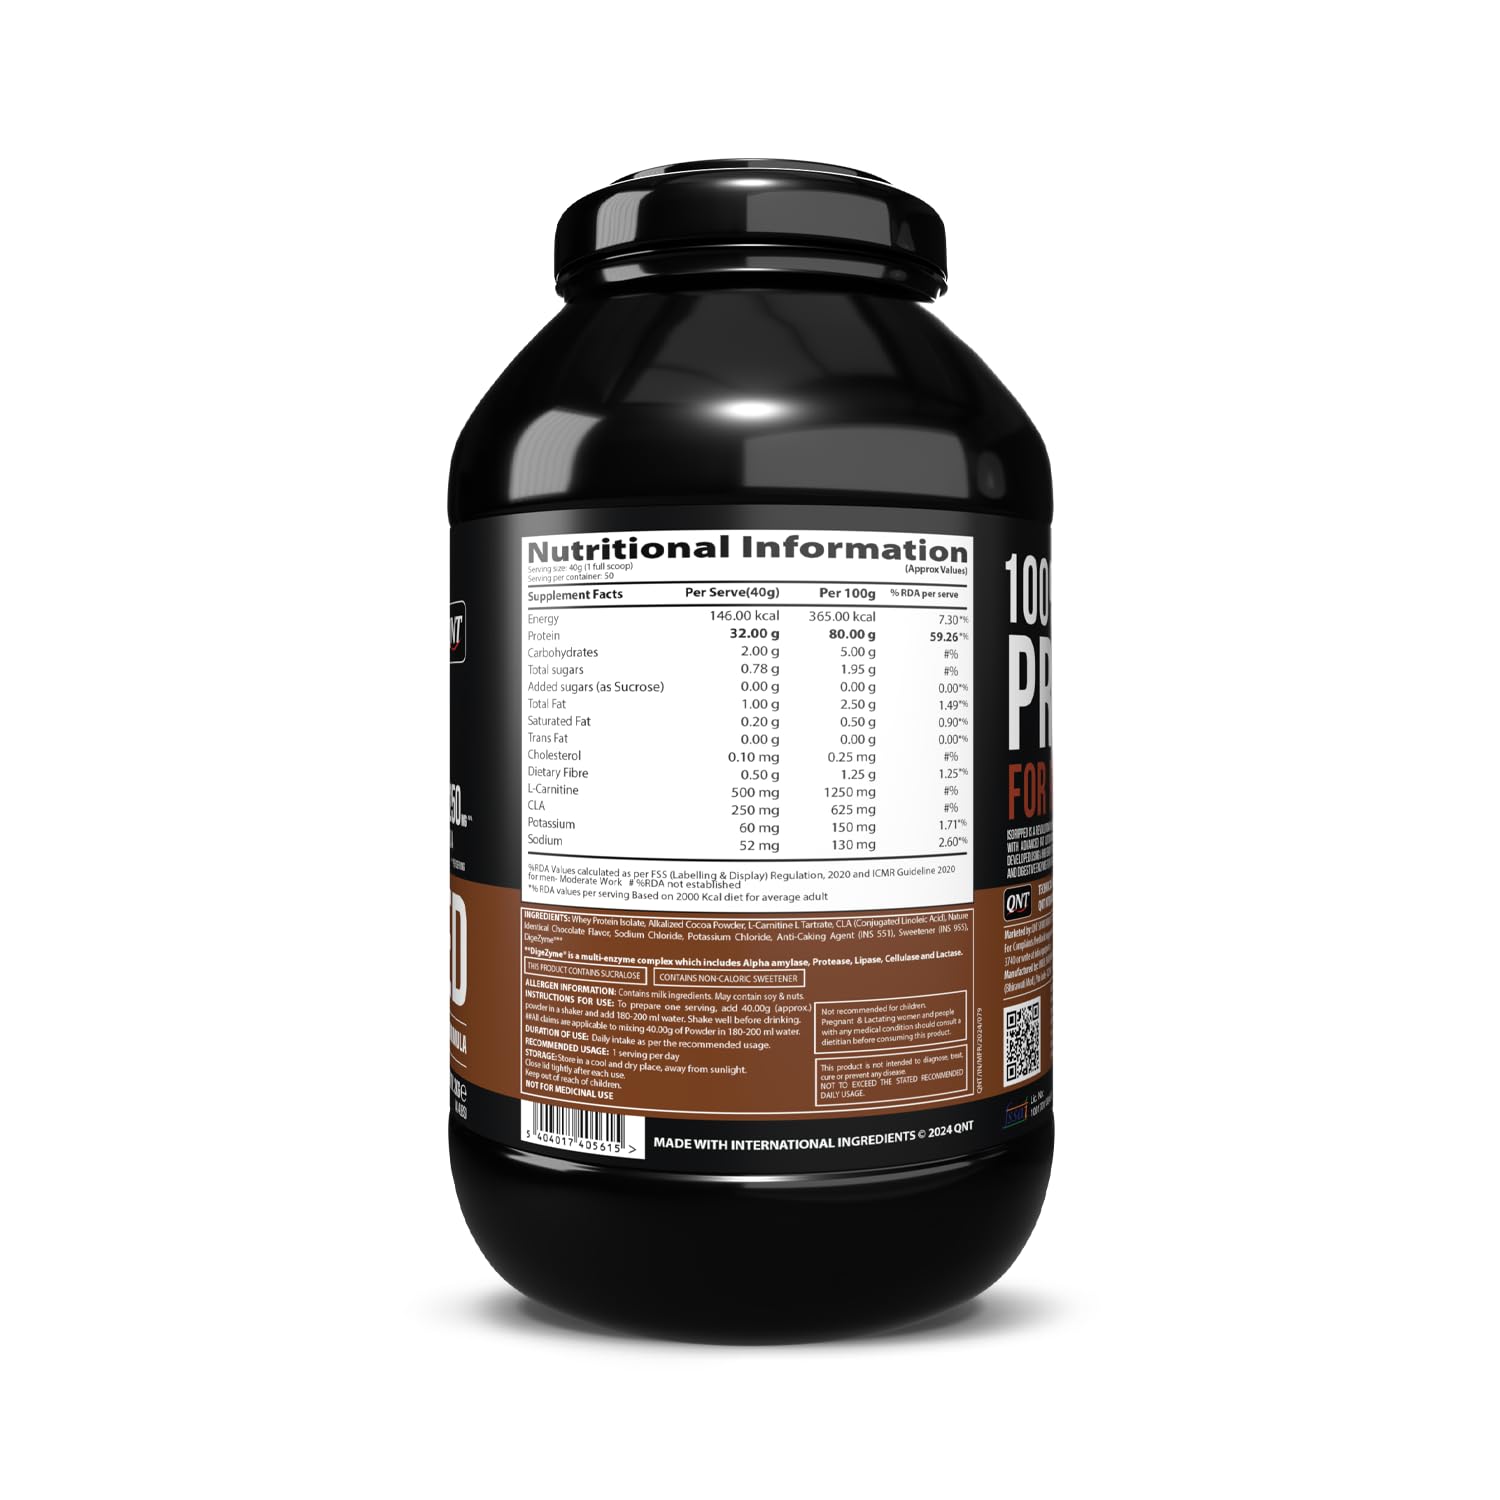 Nutritional Information
Serving size: 40g (1 full scoop)
Serving per container: 50
(Approx Values)
Supplement Facts Per Serve(40g) Per 100g % RDA per serve
Energy 146.00 kcal 365.00 kcal 7.30*%
Protein 32.00 g 80.00 g 59.26*%
Carbohydrates 2.00 g 5.00 g #%
Total sugars 0.78 g 1.95 g #%
Added sugars (as Sucrose) 0.00 g 0.00 g 0.00*%
Total Fat 1.00 g 2.50 g 1.49*%
Saturated Fat 0.20 g 0.50 g 0.90*%
Trans Fat 0.00 g 0.00 g 0.00*%
Cholesterol 0.10 mg 0.25 mg #%
Dietary Fibre 0.50 g 1.25 g 1.25*%
L-Carnitine 500 mg 1250 mg #%
CLA 250 mg 625 mg #%
Potassium 60 mg 150 mg 1.71*%
Sodium 52 mg 130 mg 2.60*%
%RDA Values calculated as per FSS (Labelling & Display) Regulation, 2020 and ICMR Guideline 2020
for men- Moderate Work # %RDA not established
*% RDA values per serving Based on 2000 Kcal diet for average adult
INGREDIENTS: Whey Protein Isolate, Alkalized Cocoa Powder, L-Carnitine L Tartrate, CLA (Conjugated Linoleic Acid), Nature
Identical Chocolate Flavor, Sodium Chloride, Potassium Chloride, Anti-Caking Agent (INS 551), Sweetener (INS 955),
DigeZyme***
**DigeZyme® is a multi-enzyme complex which includes Alpha amylase, Protease, Lipase, Cellulase and Lactase.
THIS PRODUCT CONTAINS SUCRALOSE
CONTAINS NON-CALORIC SWEETENER
ALLERGEN INFORMATION: Contains milk ingredients. May contain soy & nuts.
INSTRUCTIONS FOR USE: To prepare one serving, add 40.00g (approx.)
powder in a shaker and add 180-200 ml water. Shake well before drinking.
##All claims are applicable to mixing 40.00g of Powder in 180-200 ml water.
DURATION OF USE: Daily intake as per the recommended usage.
RECOMMENDED USAGE: 1 serving per day
STORAGE: Store in a cool and dry place, away from sunlight.
Close lid tightly after each use.
Keep out of reach of children.
NOT FOR MEDICINAL USE
Not recommended for children.
Pregnant & Lactating women and people
with any medical condition should consult a
dietitian before consuming this product.
This product is not intended to diagnose, treat,
cure or prevent any disease.
NOT TO EXCEED THE STATED RECOMMENDED
DAILY USAGE.
QNT/IN/MFR/2024/079
5 404017 405615 >
MADE WITH INTERNATIONAL INGREDIENTS © 2024 QNT
100
PR
FOR
QNT
fssai
Lic. No.